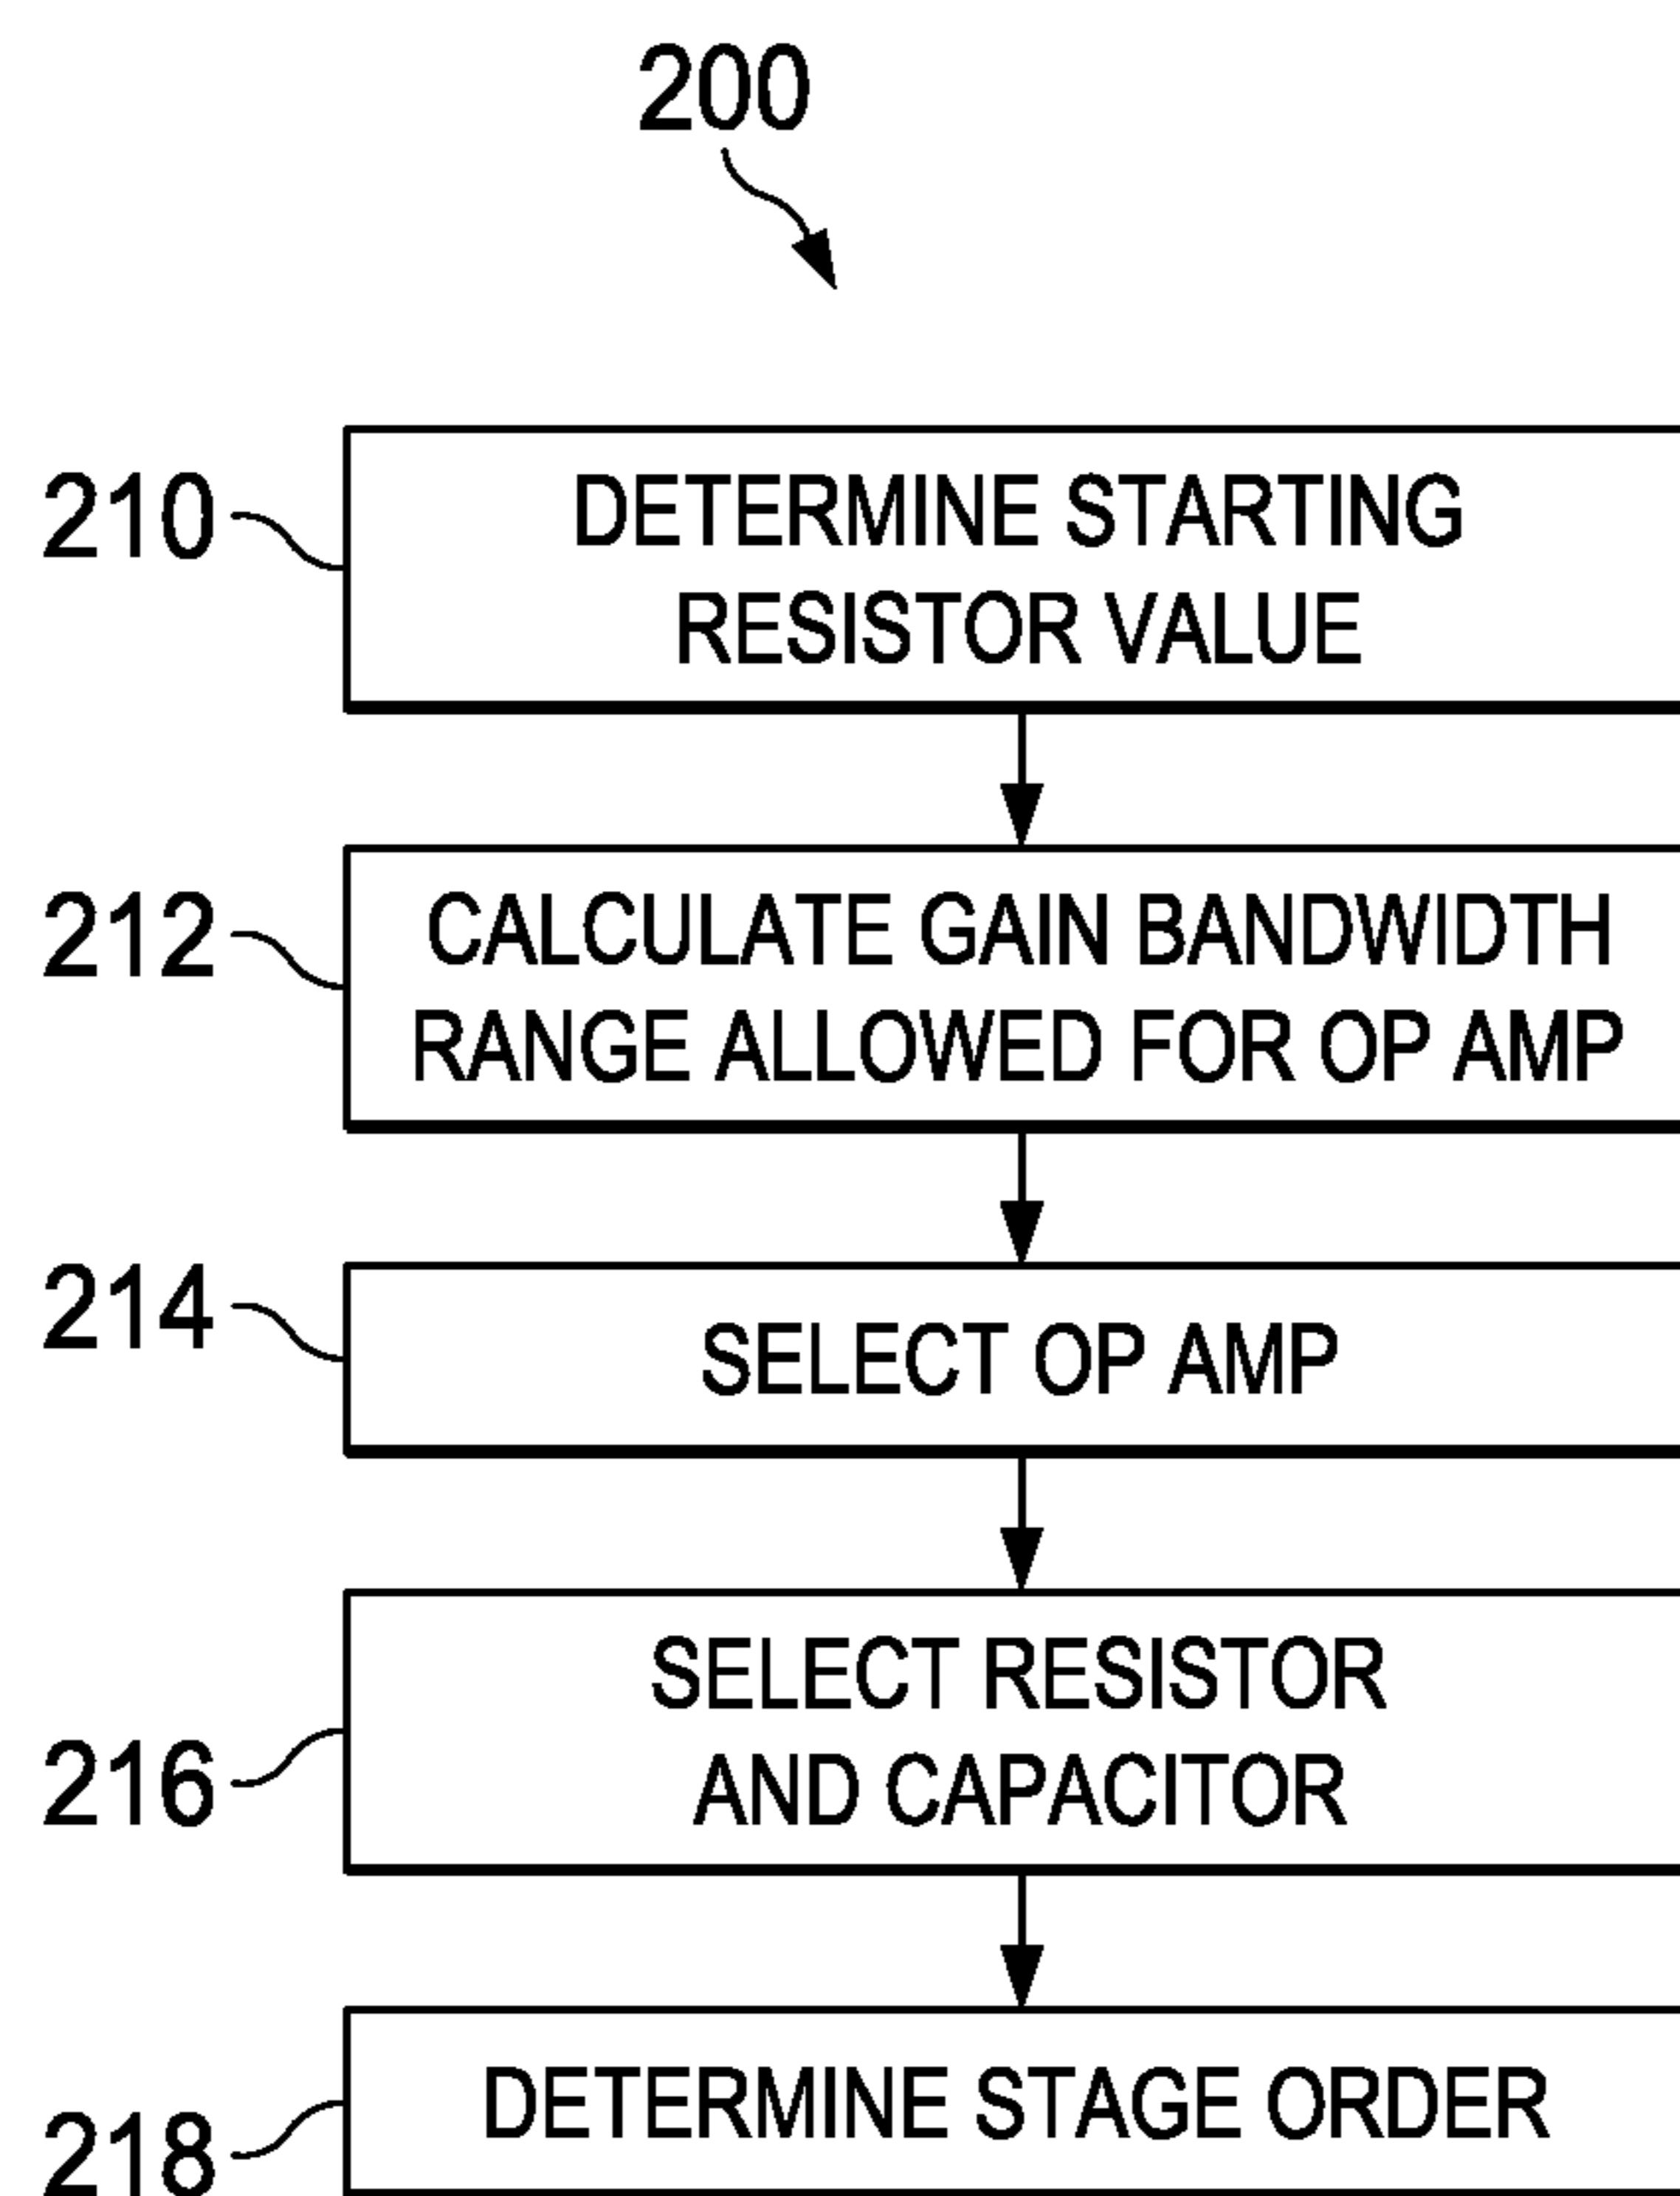 200
210
DETERMINE STARTING
RESISTOR VALUE
212
CALCULATE GAIN BANDWIDTH
RANGE ALLOWED FOR OP AMP
214
SELECT OP AMP
216
SELECT RESISTOR
AND CAPACITOR
218
DETERMINE STAGE ORDER